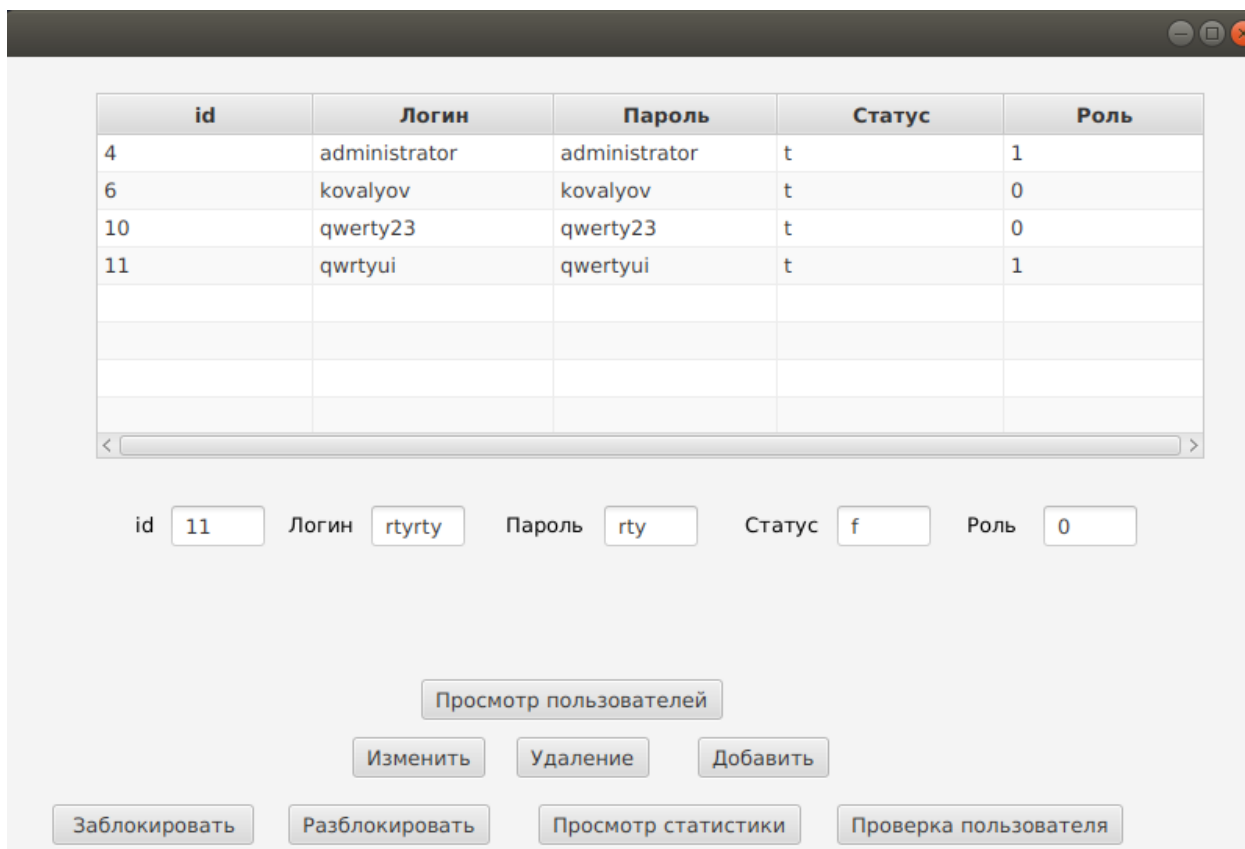 id Логин Пароль Статус Роль
4 administrator administrator t 1
6 kovalyov kovalyov t 0
10 qwerty23 qwerty23 t 0
11 qwrtyui qwertyui t 1
id 11 Логин rtyrty Пароль rty Статус f Роль 0
Просмотр пользователей
Изменить Удаление Добавить
Заблокировать Разблокировать Просмотр статистики Проверка пользователя